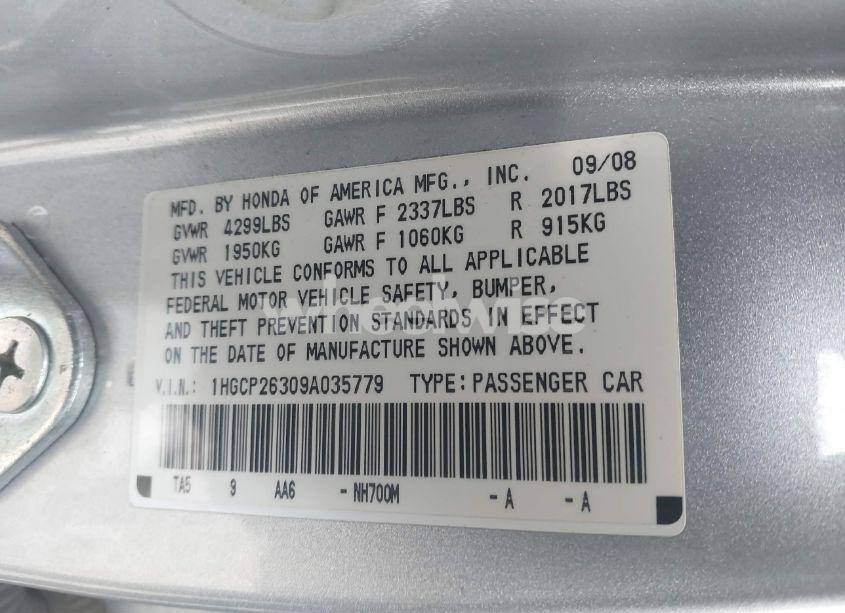 MFD. BY HONDA OF AMERICA MFG., INC. 09/08
GVWR 4299LBS GAWR F 2337LBS R 2017LBS
GVWR 1950KG GAWR F 1060KG R 915KG
THIS VEHICLE CONFORMS TO ALL APPLICABLE
FEDERAL MOTOR VEHICLE SAFETY, BUMPER,
AND THEFT PREVENTION STANDARDS IN EFFECT
ON THE DATE OF MANUFACTURE SHOWN ABOVE.
V.I.N.: 1HGCP26309A035779 TYPE: PASSENGER CAR
TA5 9 AA6 - NH700M - A - A
wheelwise